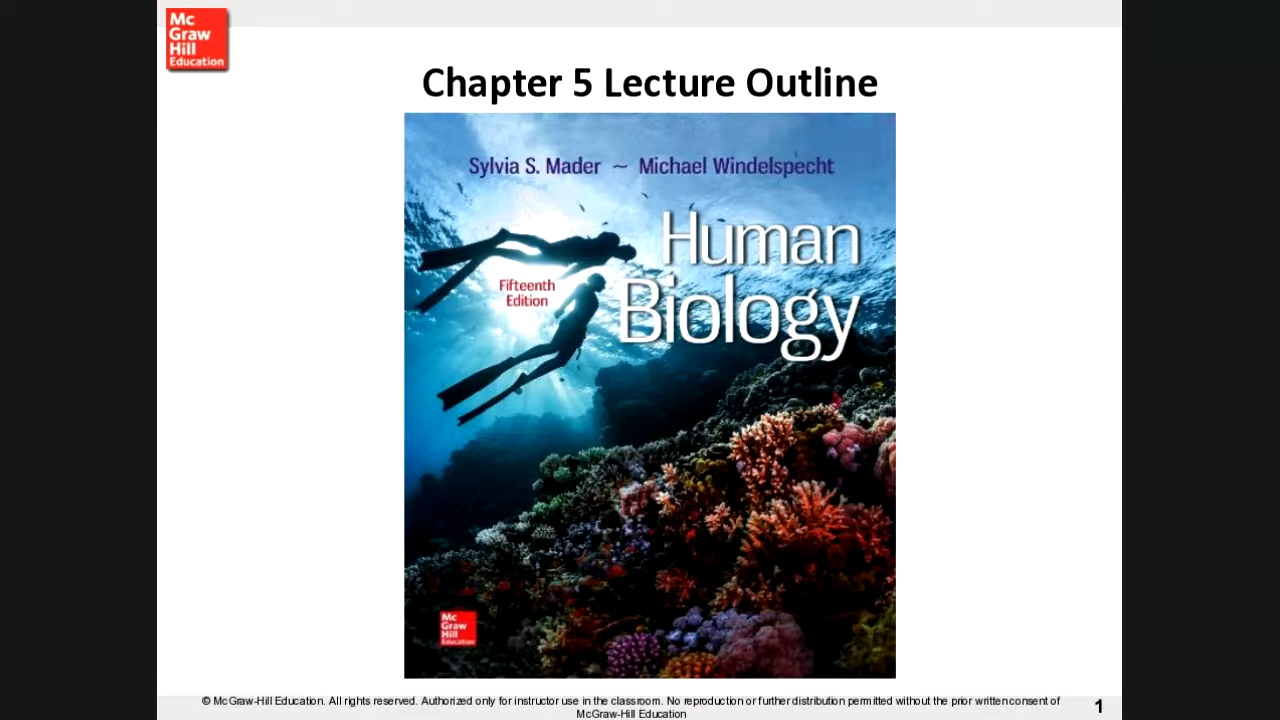 Mc
Graw
Hill
Education
Chapter 5 Lecture Outline
Sylvia S. Mader ~ Michael Windelspecht
Human
Biology
Fifteenth
Edition
Mc
Graw
Hill
Education
© McGraw-Hill Education. All rights reserved. Authorized only for instructor use in the classroom. No reproduction or further distribution permitted without the prior written consent of
McGraw-Hill Education
1